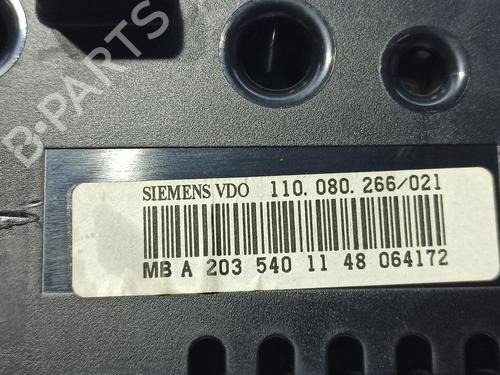 B-PARTS
SIEMENS VDO 110.080.266/021
MB A 203 540 11 48 064172